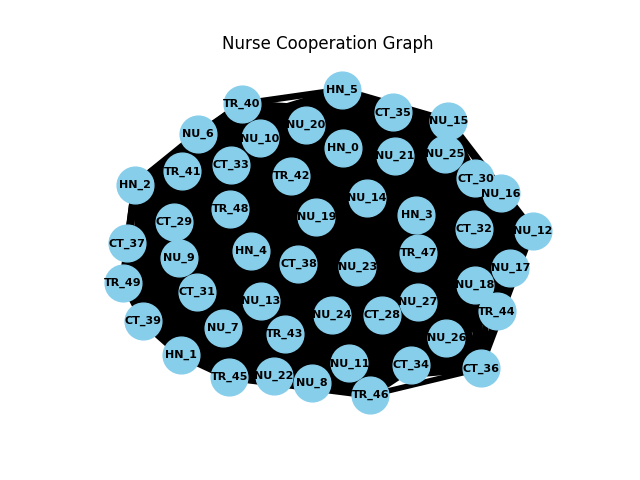 Nurse Cooperation Graph
HN_5
TR_40
CT_35
NU_15
NU_20
NU_6
NU_10
HN_0
NU_25
NU_21
CT_33
TR_41
TR_42
CT_30
HN_2
NU_16
NU_14
TR_48
HN_3
NU_19
CT_29
CT_32
NU_12
CT_37
HN_4
TR_47
NU_9
CT_38
NU_23
NU_17
TR_49
NU_18
CT_31
NU_13
NU_27
TR_44
NU_24
CT_28
CT_39
NU_7
TR_43
NU_26
HN_1
NU_11
CT_34
CT_36
NU_22
TR_45
NU_8
TR_46